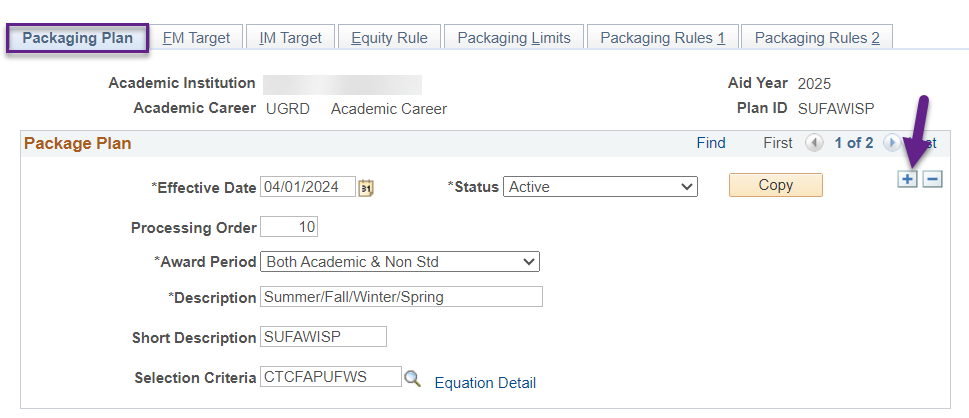 Packaging Plan FM Target IM Target Equity Rule Packaging Limits Packaging Rules 1 Packaging Rules 2
Academic Institution Aid Year 2025
Academic Career UGRD Academic Career Plan ID SUFAWISP
Package Plan Find First 1 of 2
*Effective Date 04/01/2024 31 *Status Active Copy + −
Processing Order 10
*Award Period Both Academic & Non Std
*Description Summer/Fall/Winter/Spring
Short Description SUFAWISP
Selection Criteria CTCFAPUFWS Equation Detail